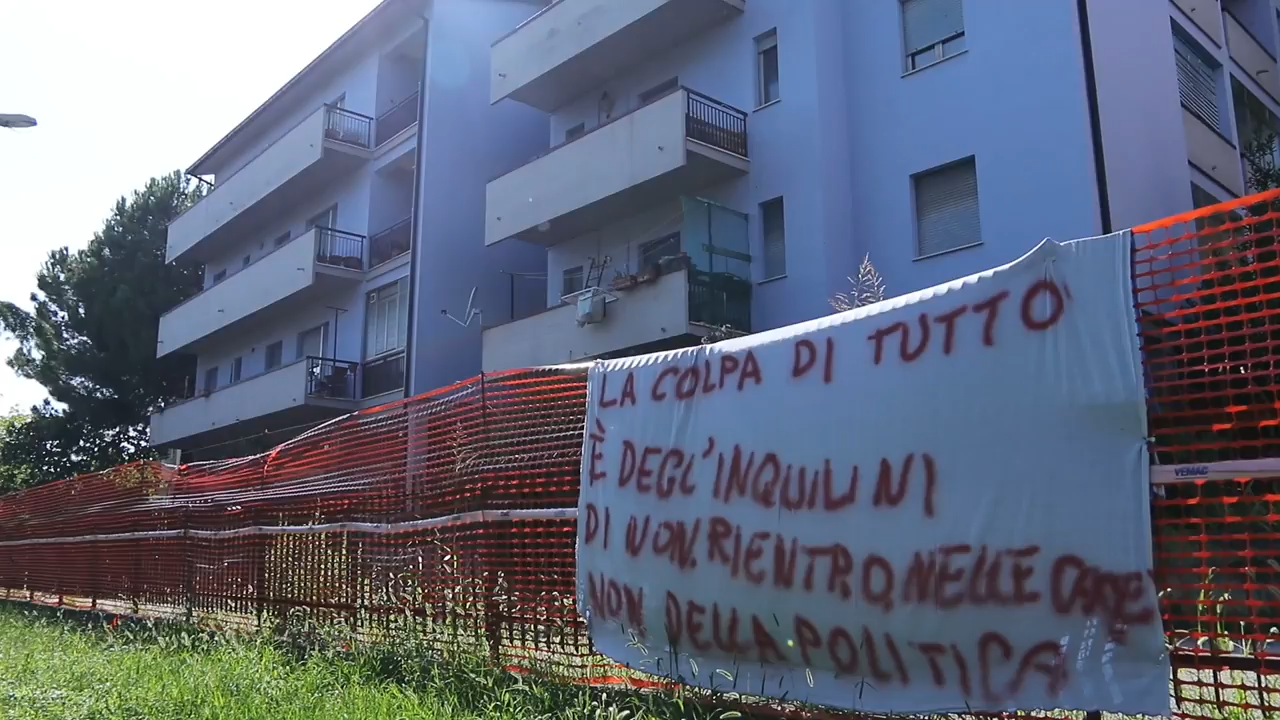 LA COLPA DI TUTTO
È DEGL'INQUILINI
DI NON. RIENTRO NELLE CASE
NON DELLA POLITICA
VEMAC